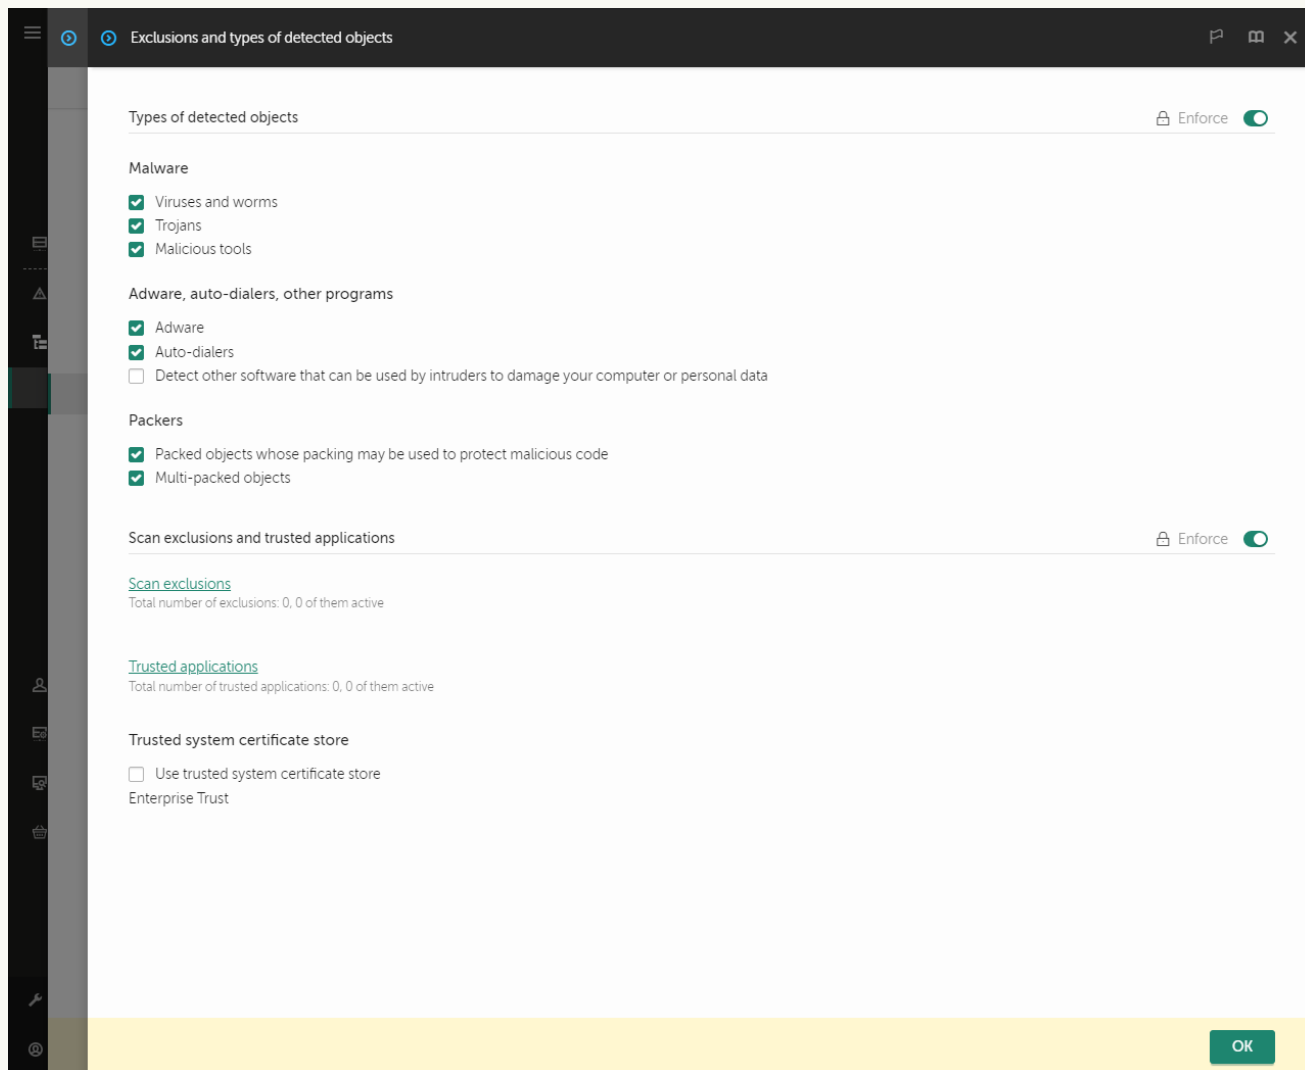 Exclusions and types of detected objects
Types of detected objects
Enforce
Malware
Viruses and worms
Trojans
Malicious tools
Adware, auto-dialers, other programs
Adware
Auto-dialers
Detect other software that can be used by intruders to damage your computer or personal data
Packers
Packed objects whose packing may be used to protect malicious code
Multi-packed objects
Scan exclusions and trusted applications
Enforce
Scan exclusions
Total number of exclusions: 0, 0 of them active
Trusted applications
Total number of trusted applications: 0, 0 of them active
Trusted system certificate store
Use trusted system certificate store
Enterprise Trust
OK